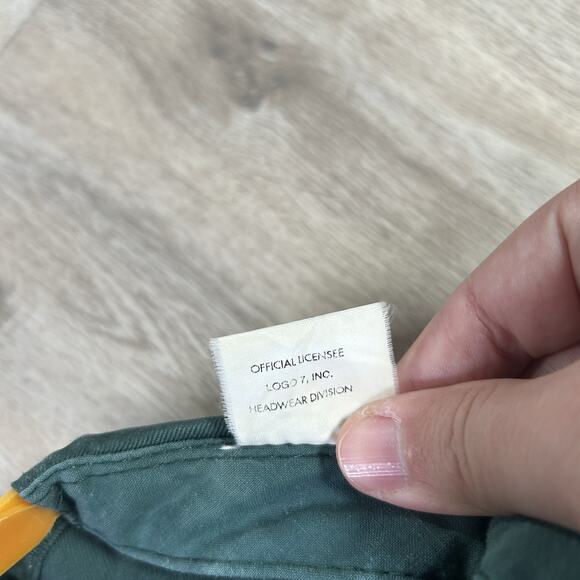 OFFICIAL LICENSEE
LOGO 7, INC.
HEADWEAR DIVISION